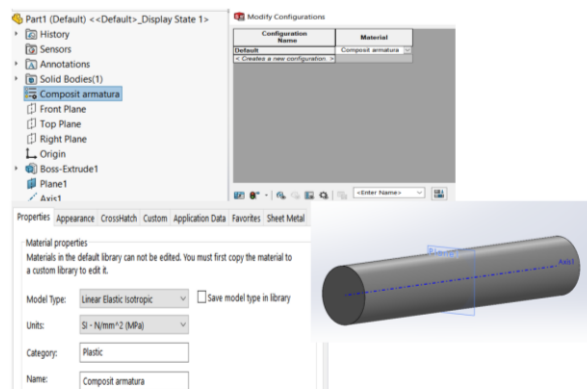 Part1 (Default) <<Default>_Display State 1>
History
Sensors
Annotations
Solid Bodies(1)
Composit armatura
Front Plane
Top Plane
Right Plane
Origin
Boss-Extrude1
Plane1
Axis1
Modify Configurations
Configuration Name
Material
Default
Composit armatura
< Creates a new configuration. >
<Enter Name>
Properties Appearance CrossHatch Custom Application Data Favorites Sheet Metal
Material properties
Materials in the default library can not be edited. You must first copy the material to
a custom library to edit it.
Model Type: Linear Elastic Isotropic Save model type in library
Units: SI - N/mm^2 (MPa)
Category: Plastic
Name: Composit armatura
Plane1
Axis1